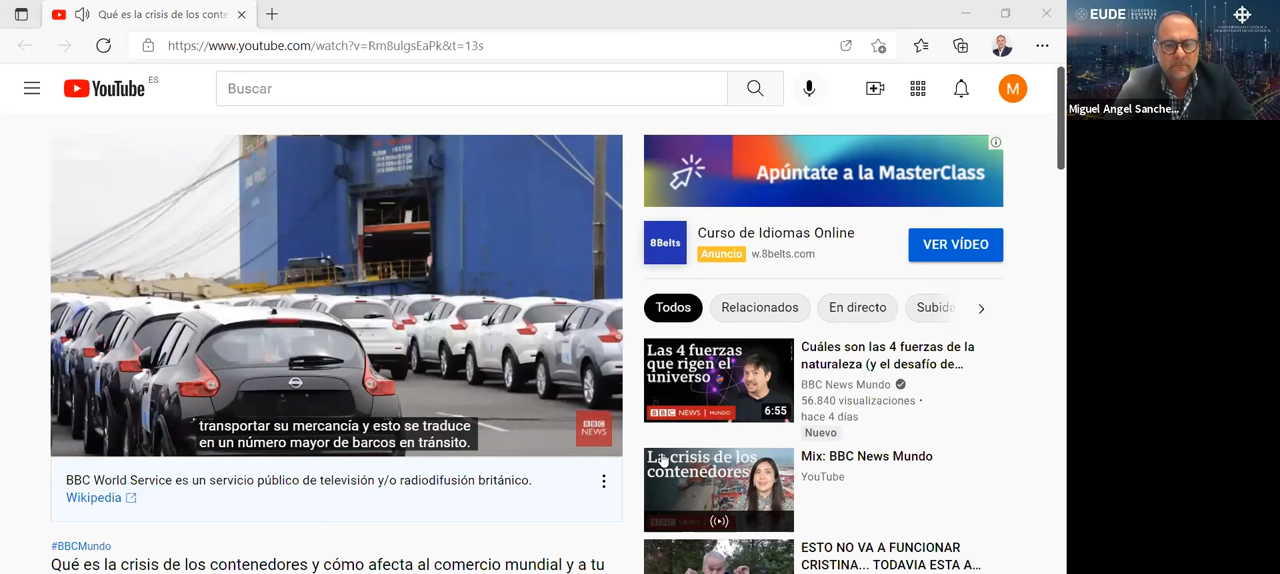 Qué es la crisis de los conte
https://www.youtube.com/watch?v=Rm8ulgsEaPk&t=13s
YouTube ES
Buscar
M
EUDE EUROPEAN BUSINESS SCHOOL
Miguel Angel Sanche...
transportar su mercancía y esto se traduce
en un número mayor de barcos en tránsito.
BBC
NEWS
BBC World Service es un servicio público de televisión y/o radiodifusión británico.
Wikipedia
#BBCMundo
Qué es la crisis de los contenedores y cómo afecta al comercio mundial y a tu
Apúntate a la MasterClass
8Belts
Curso de Idiomas Online
Anuncio w.8belts.com
VER VÍDEO
Todos
Relacionados
En directo
Subida
Las 4 fuerzas
que rigen el
universo
BBC NEWS MUNDO
6:55
Cuáles son las 4 fuerzas de la
naturaleza (y el desafío de...
BBC News Mundo
56.840 visualizaciones •
hace 4 días
Nuevo
La crisis de los
contenedores
BBC NEWS
Mix: BBC News Mundo
YouTube
ESTO NO VA A FUNCIONAR
CRISTINA... TODAVIA ESTA A...